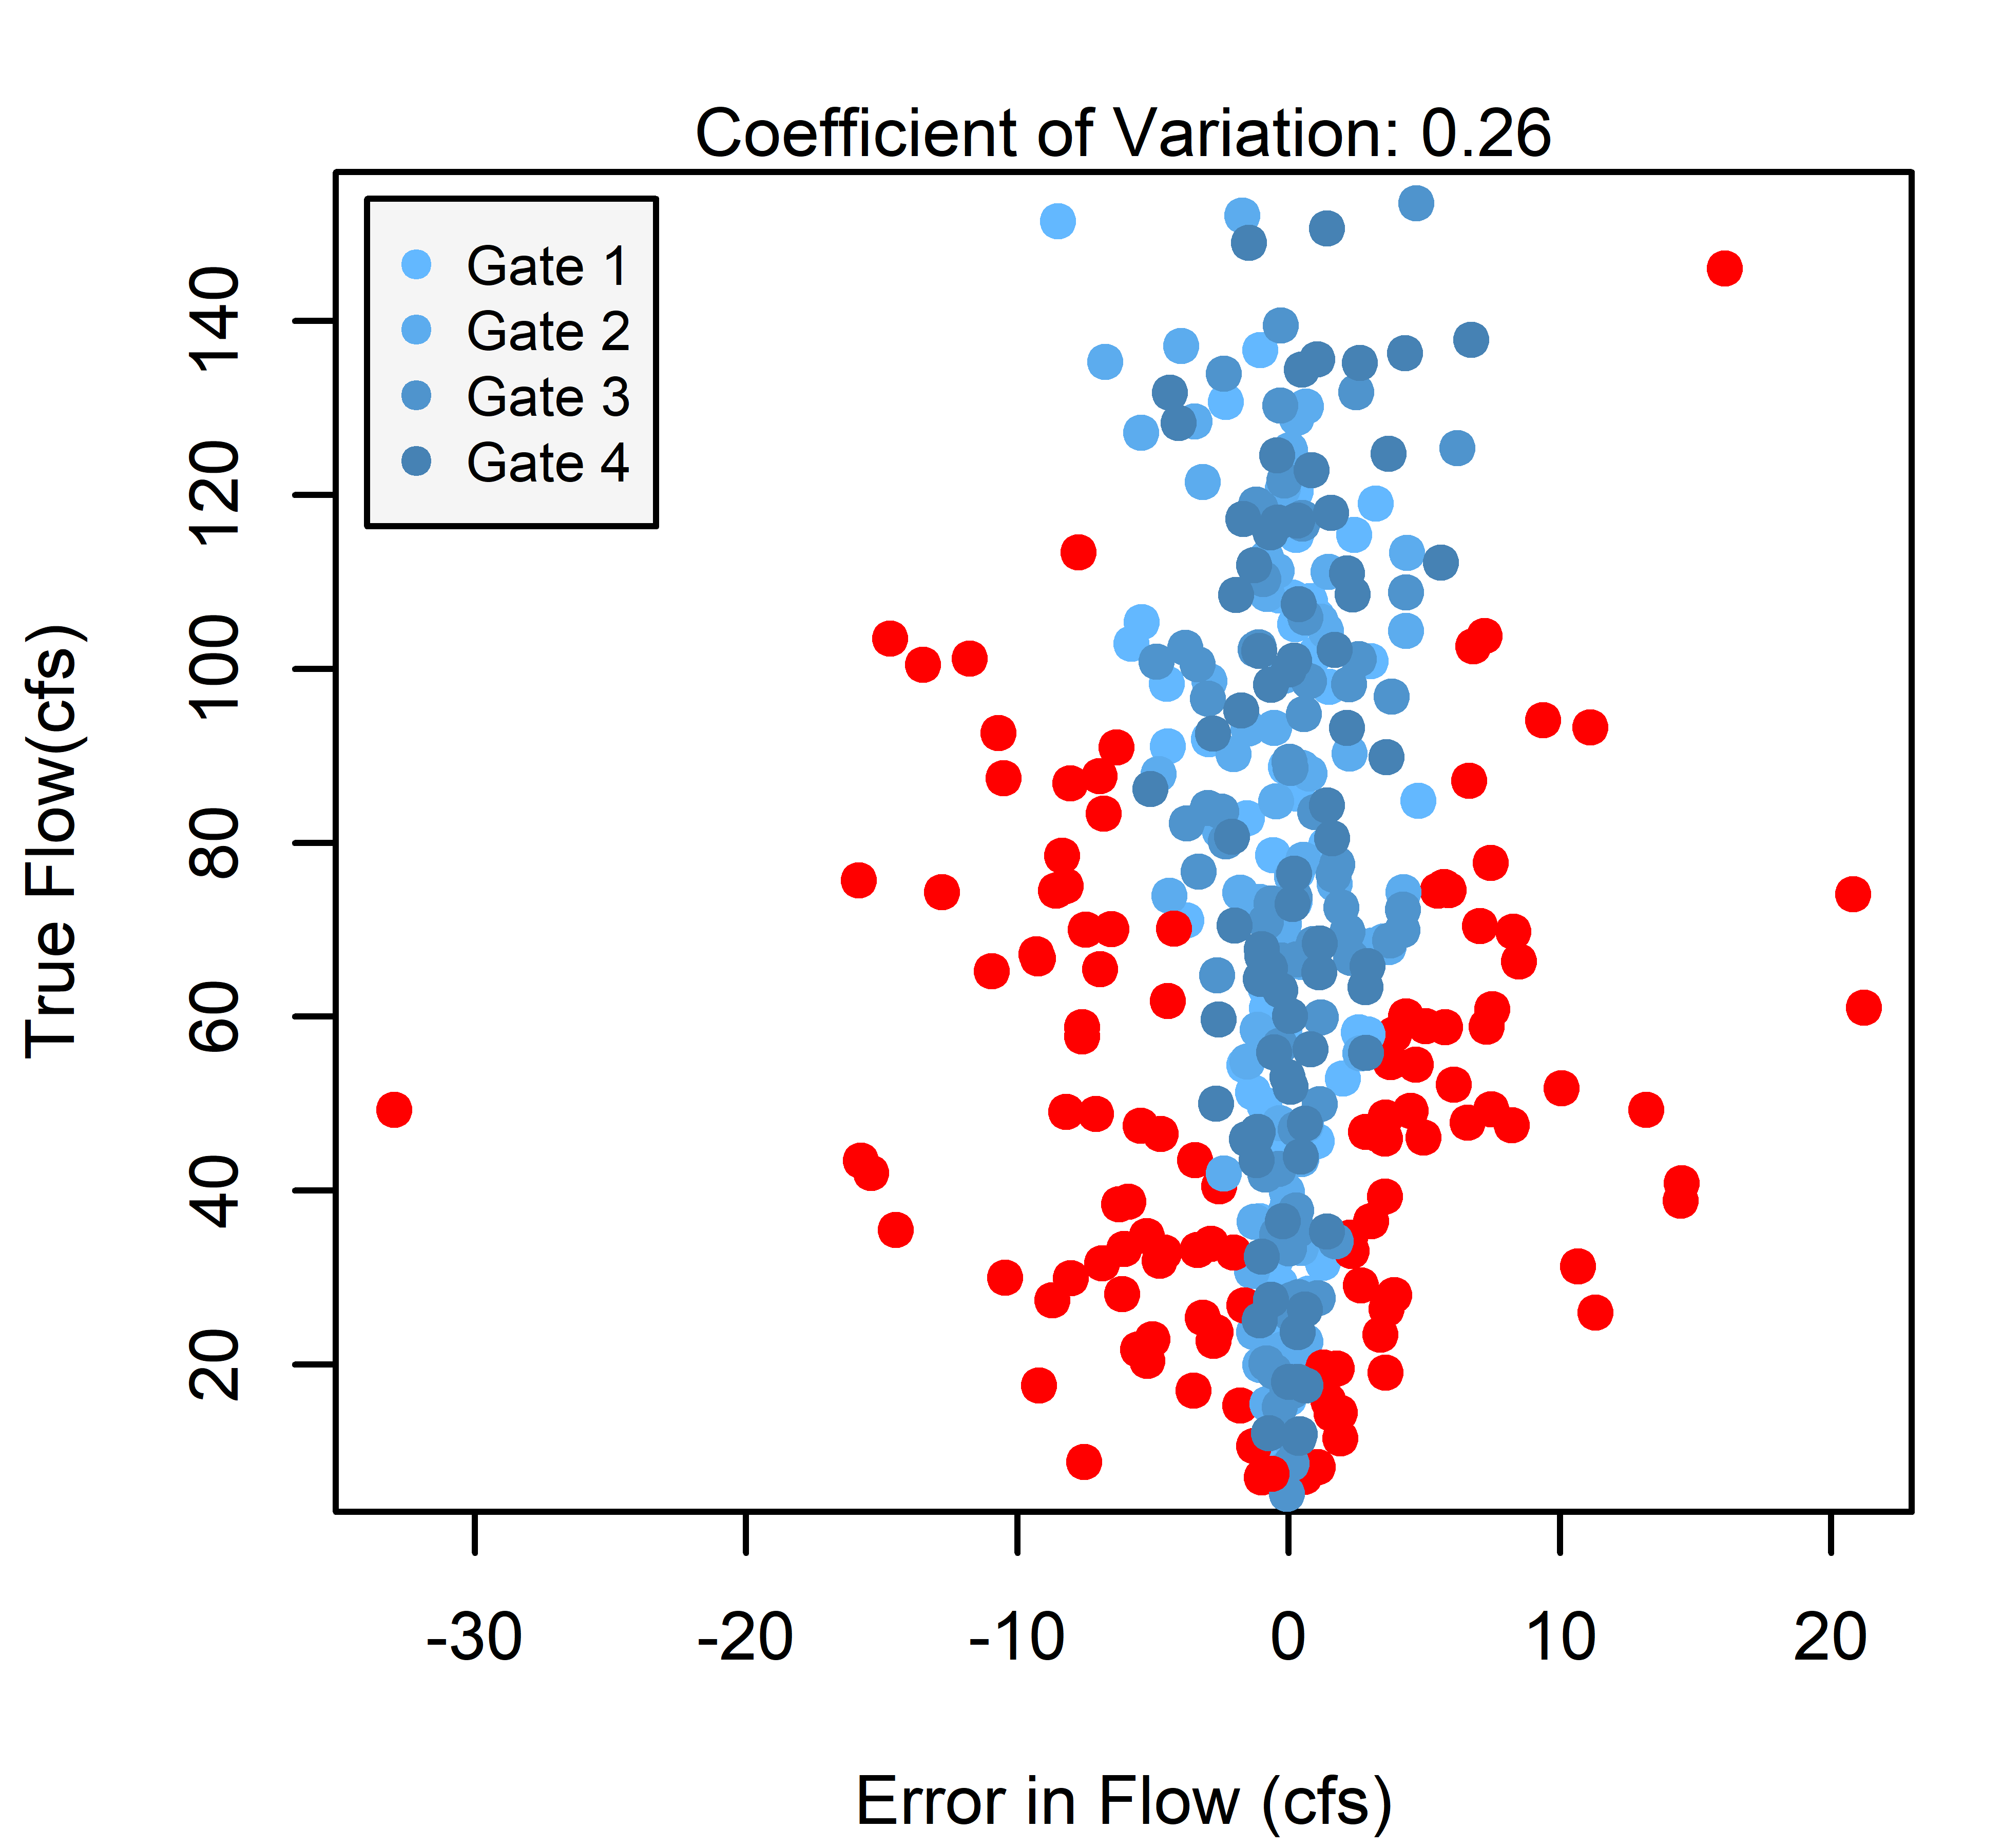 Coefficient of Variation: 0.26
Gate 1
Gate 2
Gate 3
Gate 4
True Flow(cfs)
140
120
100
80
60
40
20
-30 -20 -10 0 10 20
Error in Flow (cfs)